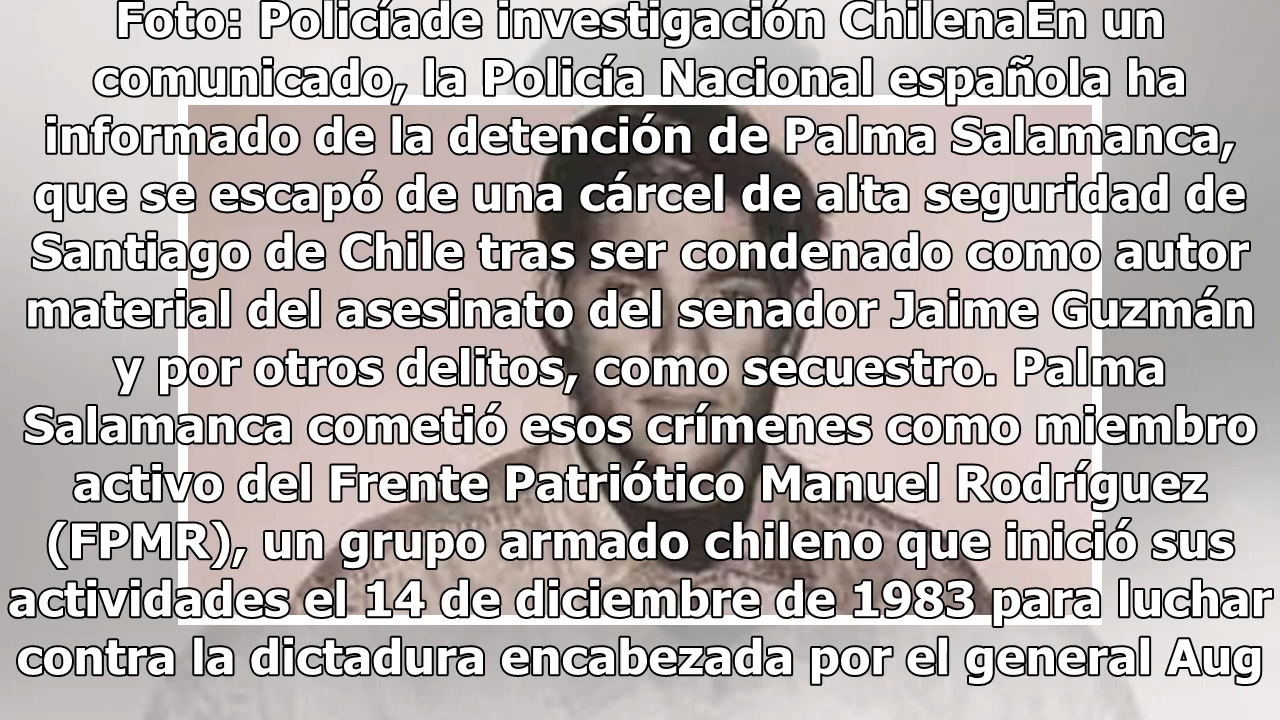 Foto: Policíade investigación ChilenaEn un
comunicado, la Policía Nacional española ha
informado de la detención de Palma Salamanca,
que se escapó de una cárcel de alta seguridad de
Santiago de Chile tras ser condenado como autor
material del asesinato del senador Jaime Guzmán
y por otros delitos, como secuestro. Palma
Salamanca cometió esos crímenes como miembro
activo del Frente Patriótico Manuel Rodríguez
(FPMR), un grupo armado chileno que inició sus
actividades el 14 de diciembre de 1983 para luchar
contra la dictadura encabezada por el general Aug